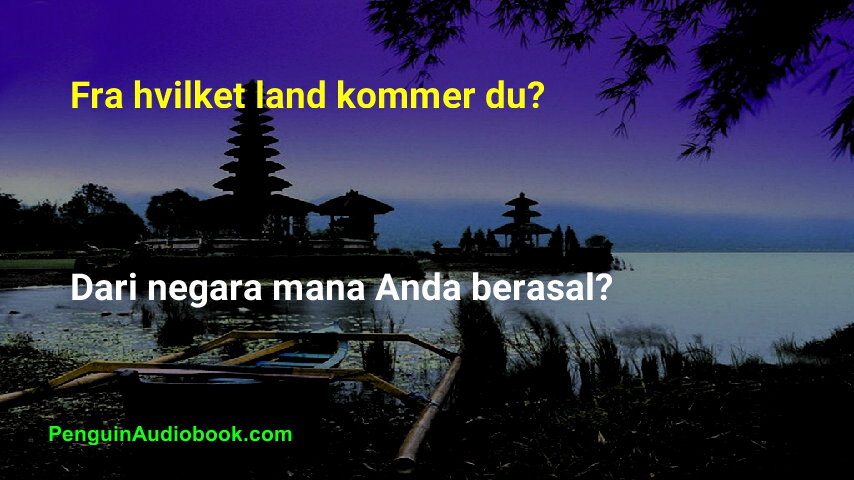 Fra hvilket land kommer du?
Dari negara mana Anda berasal?
PenguinAudiobook.com